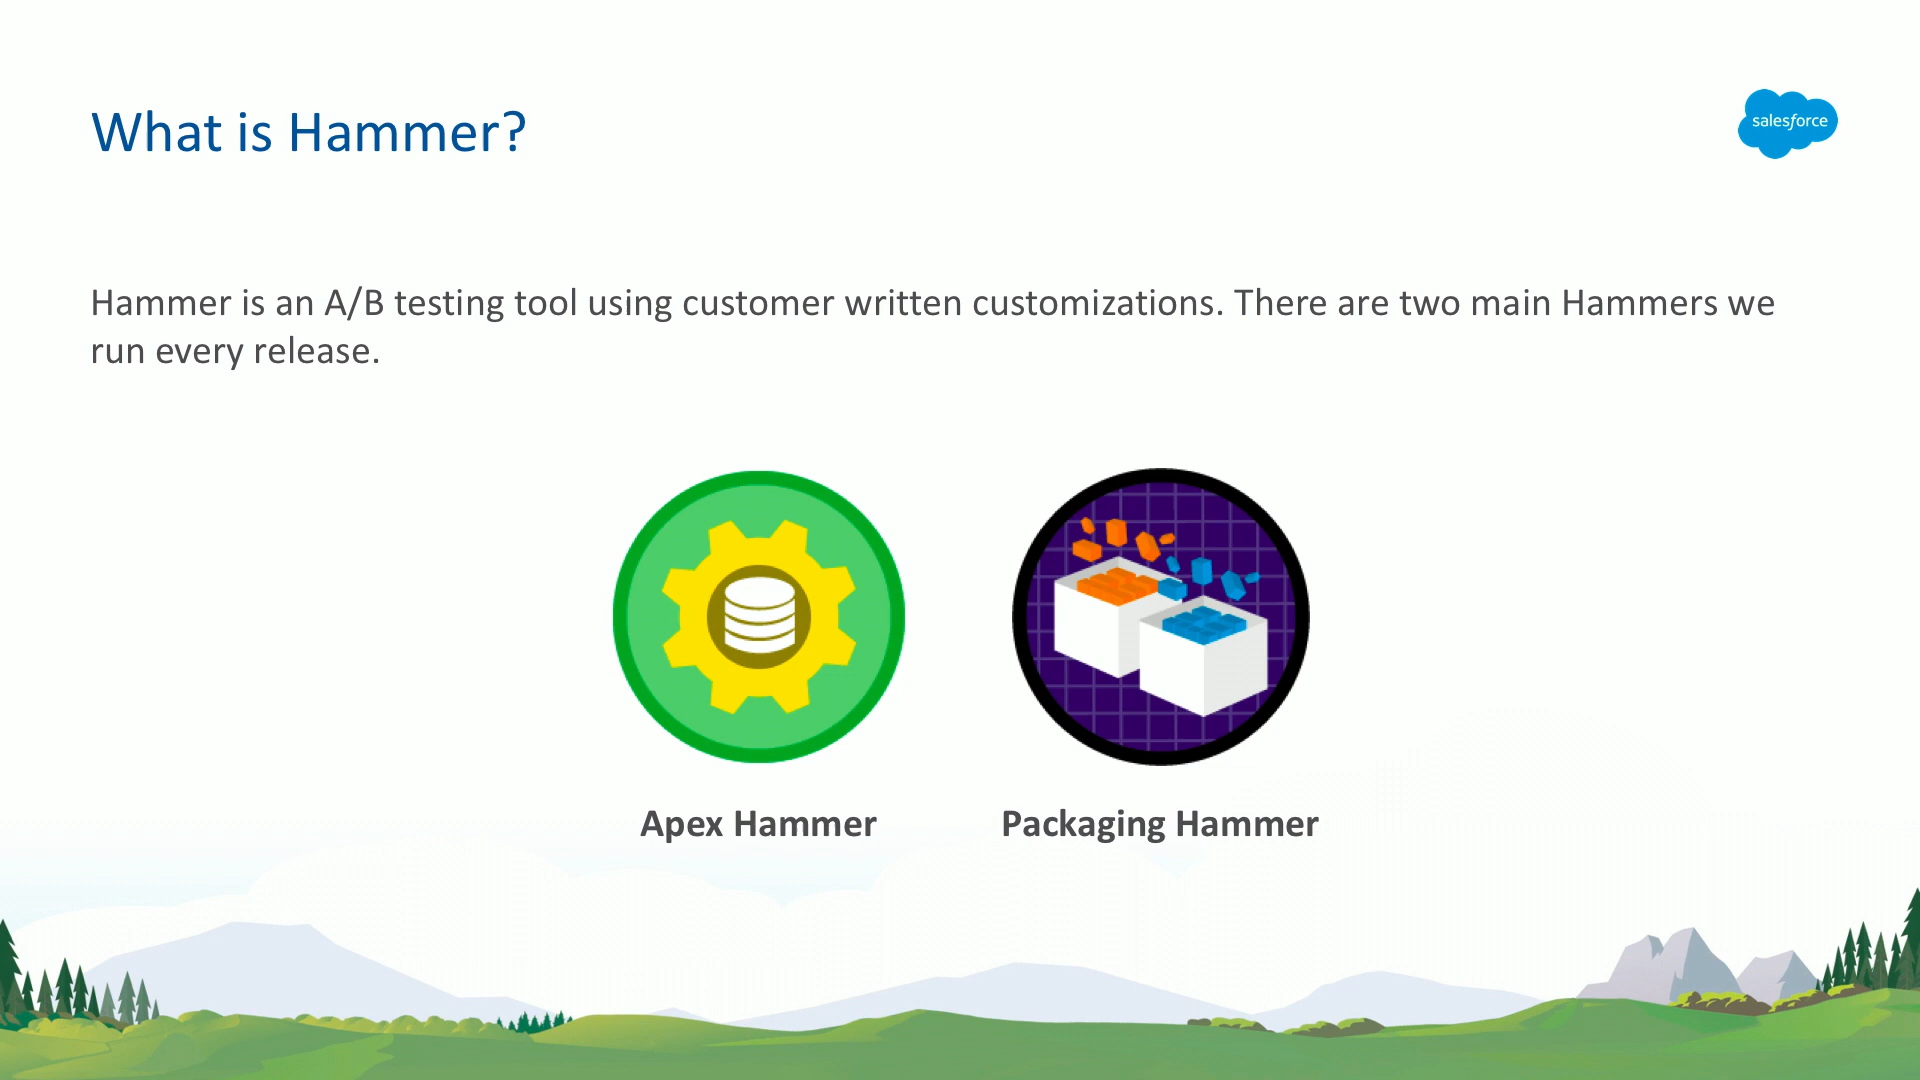 What is Hammer?
salesforce
Hammer is an A/B testing tool using customer written customizations. There are two main Hammers we
run every release.
Apex Hammer
Packaging Hammer